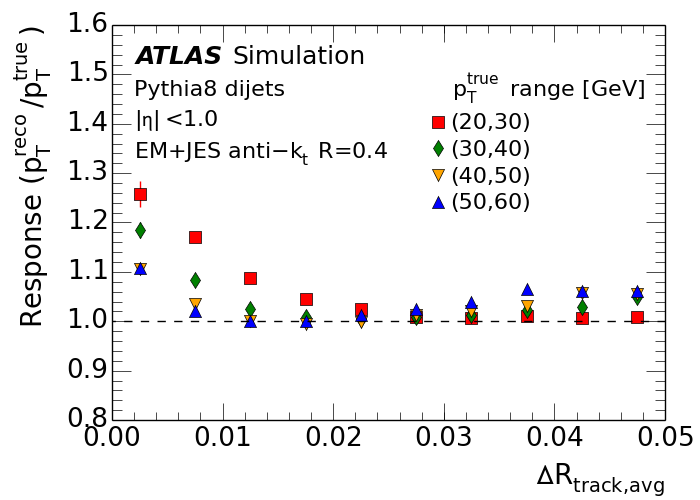 1.6
1.5
1.4
1.3
1.2
1.1
1.0
0.9
0.8
0.00 0.01 0.02 0.03 0.04 0.05
Response (p_T^reco /p_T^true )
ΔR_track,avg
ATLAS Simulation
Pythia8 dijets
|η| <1.0
EM+JES anti−k_t R=0.4
p_T^true range [GeV]
(20,30)
(30,40)
(40,50)
(50,60)